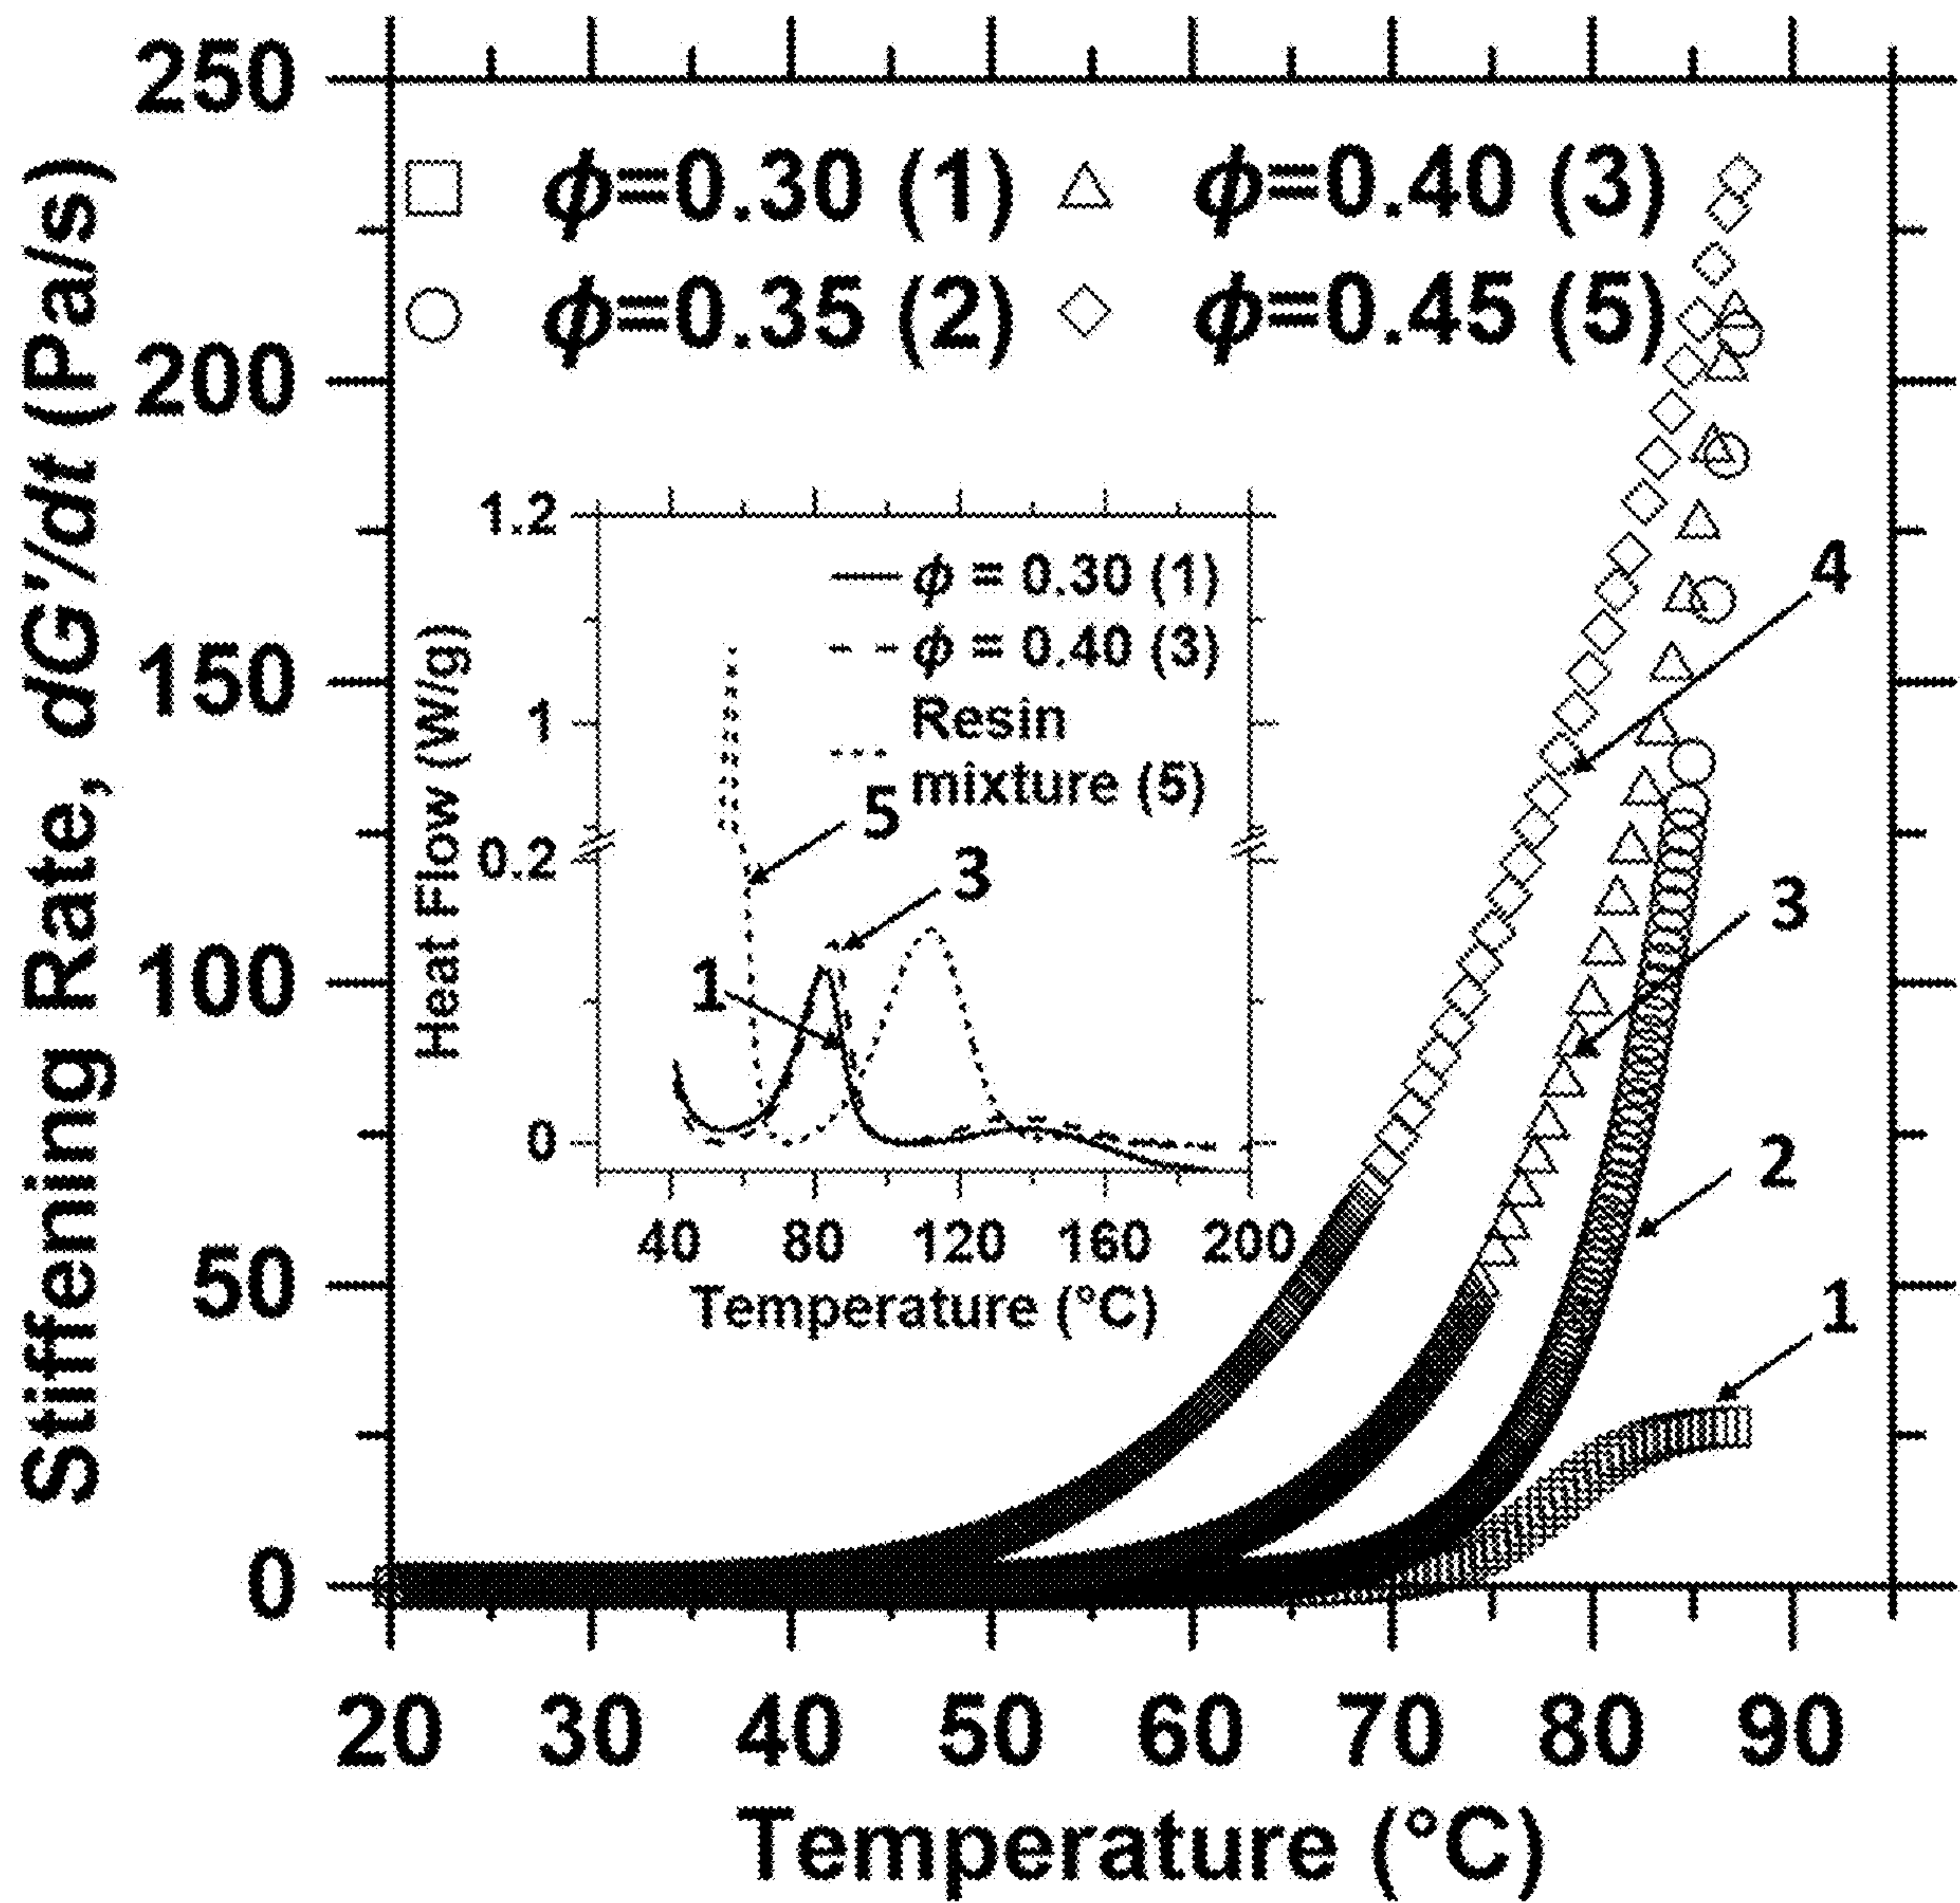 250
200
150
100
50
0
Stiffening Rate, dG'/dt (Pa/s)
ϕ=0.30 (1)
ϕ=0.40 (3)
ϕ=0.35 (2)
ϕ=0.45 (5)
1.2
1
0.2
0
Heat Flow (W/g)
ϕ = 0.30 (1)
ϕ = 0.40 (3)
Resin
mixture (5)
5
3
1
40 80 120 160 200
Temperature (°C)
4
3
2
1
20 30 40 50 60 70 80 90
Temperature (°C)